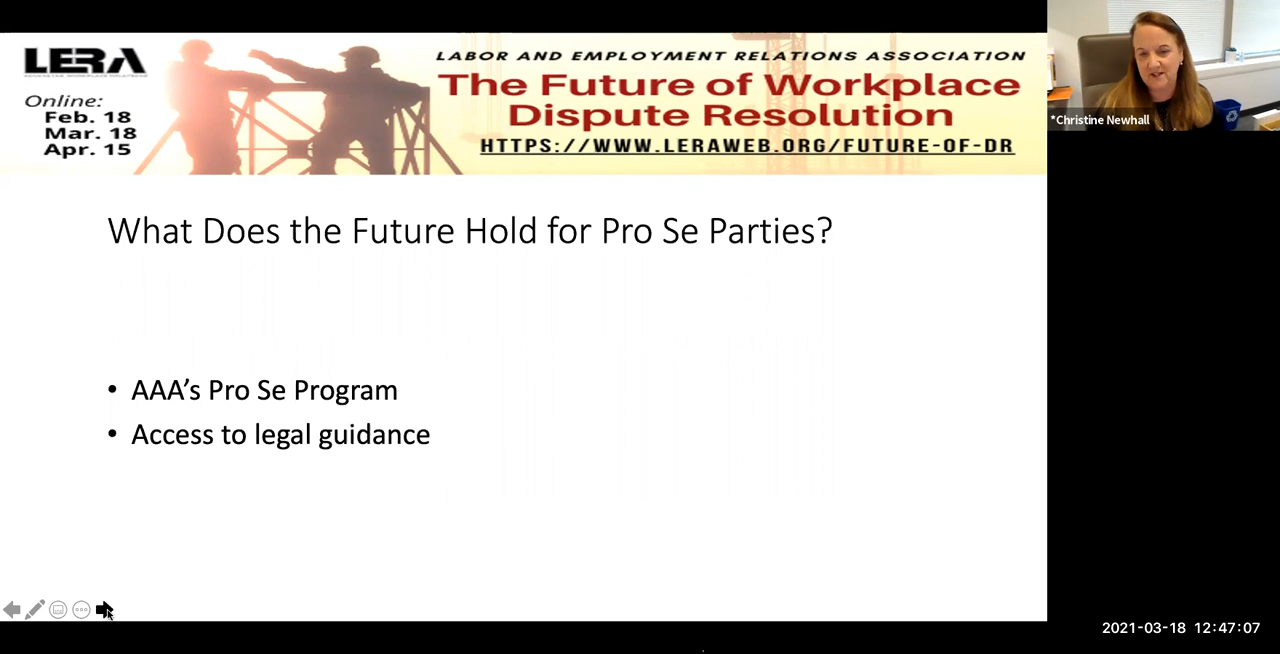 LERA
Online:
Feb. 18
Mar. 18
Apr. 15
LABOR AND EMPLOYMENT RELATIONS ASSOCIATION
The Future of Workplace
Dispute Resolution
HTTPS://WWW.LERAWEB.ORG/FUTURE-OF-DR
*Christine Newhall
What Does the Future Hold for Pro Se Parties?
• AAA’s Pro Se Program
• Access to legal guidance
2021-03-18 12:47:07